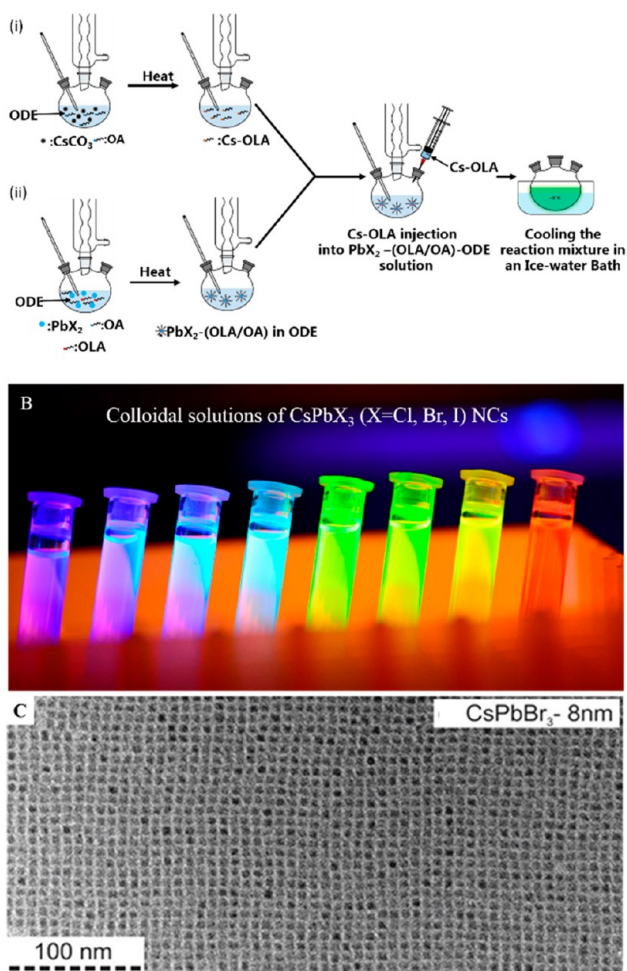 (i)
Heat
ODE
•:CsCO₃ ~:OA
~:Cs-OLA
Cs-OLA
(ii)
Cs-OLA injection
into PbX₂ –(OLA/OA)-ODE
solution
Cooling the
reaction mixture in
an Ice-water Bath
Heat
ODE
•:PbX₂ ~:OA
~:OLA
PbX₂-(OLA/OA) in ODE
B
Colloidal solutions of CsPbX₃ (X=Cl, Br, I) NCs
C
CsPbBr₃- 8nm
100 nm